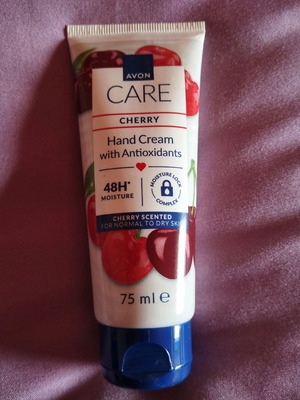 AVON
CARE
CHERRY
Hand Cream
with Antioxidants
48H*
MOISTURE
MOISTURE LOCK
COMPLEX
CHERRY SCENTED
FOR NORMAL TO DRY SKIN
75 ml e